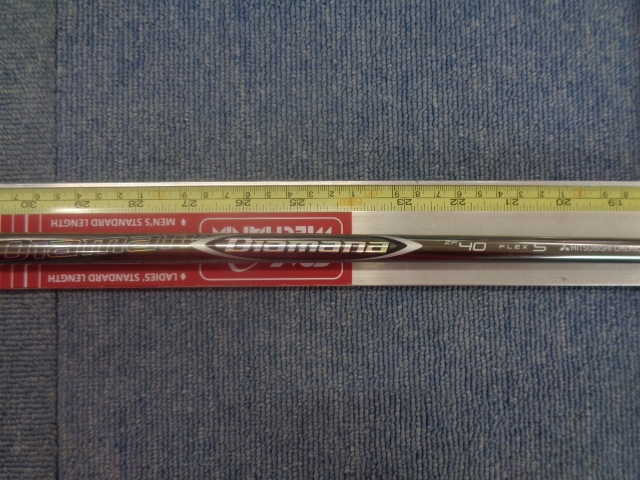 30 29 28 27 26 25 24 23 22 21 20 19
MEN'S STANDARD LENGTH
Diamana ZF 40 FLEX S MITSUBISHI
LADIES' STANDARD LENGTH